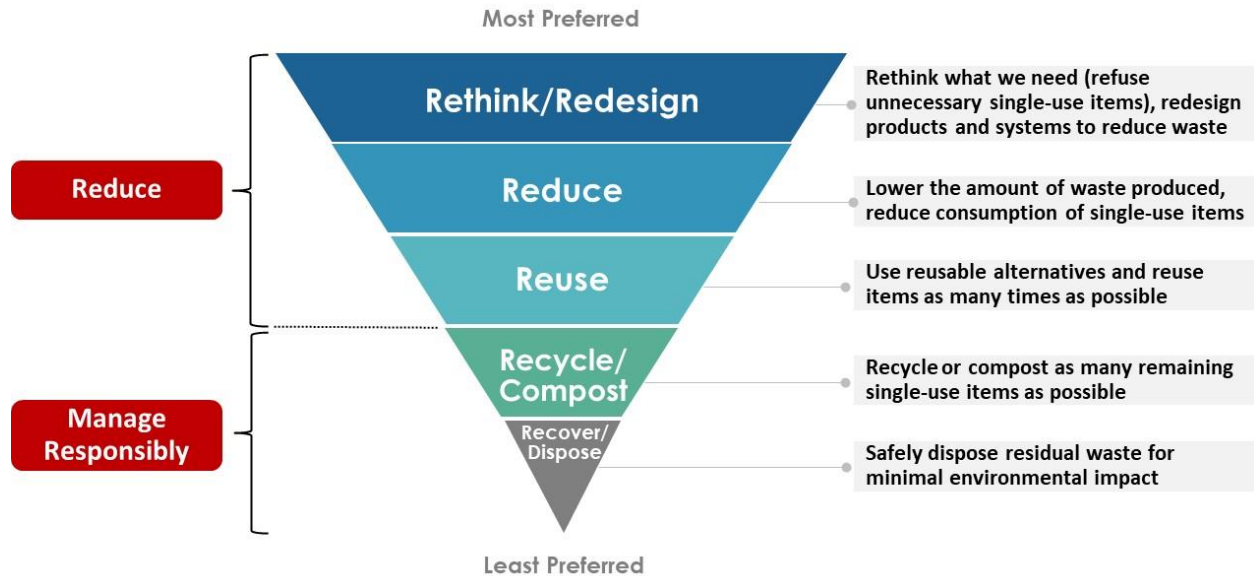 Most Preferred
Rethink/Redesign
Rethink what we need (refuse
unnecessary single-use items), redesign
products and systems to reduce waste
Reduce
Reduce
Lower the amount of waste produced,
reduce consumption of single-use items
Reuse
Use reusable alternatives and reuse
items as many times as possible
Recycle/
Compost
Recycle or compost as many remaining
single-use items as possible
Manage
Responsibly
Recover/
Dispose
Safely dispose residual waste for
minimal environmental impact
Least Preferred